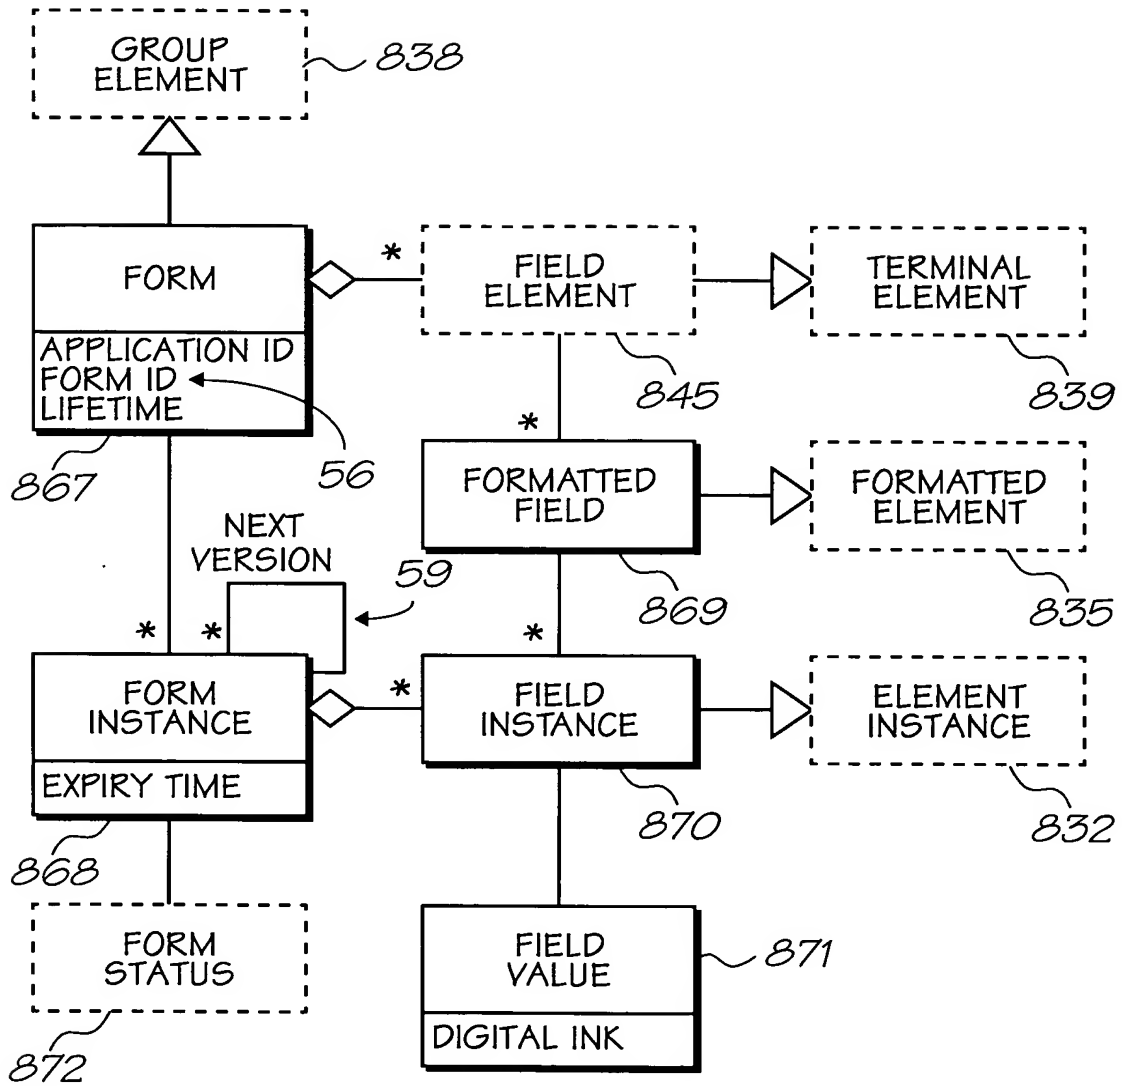 GROUP
ELEMENT
838
FORM
*
FIELD
ELEMENT
TERMINAL
ELEMENT
APPLICATION ID
FORM ID
LIFETIME
845
839
*
867
56
FORMATTED
FIELD
FORMATTED
ELEMENT
NEXT
VERSION
59
869
835
*
*
*
FORM
INSTANCE
*
FIELD
INSTANCE
ELEMENT
INSTANCE
EXPIRY TIME
870
832
868
FORM
STATUS
FIELD
VALUE
871
DIGITAL INK
872